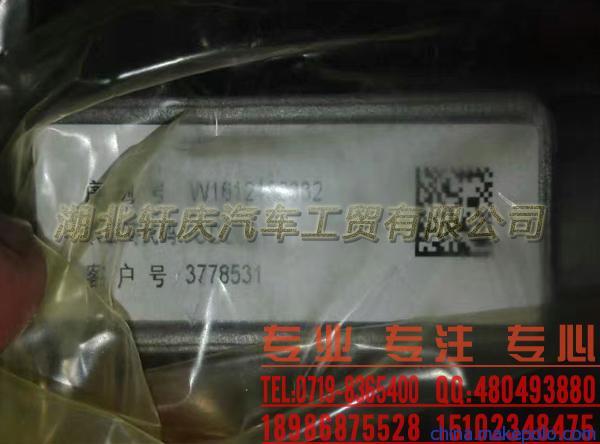 客户号 3778531
湖北轩庆汽车工贸有限公司
专业 专注 专心
TEL:0719-8365400 QQ:480493880
18986875528 15102348475
china.makepolo.com